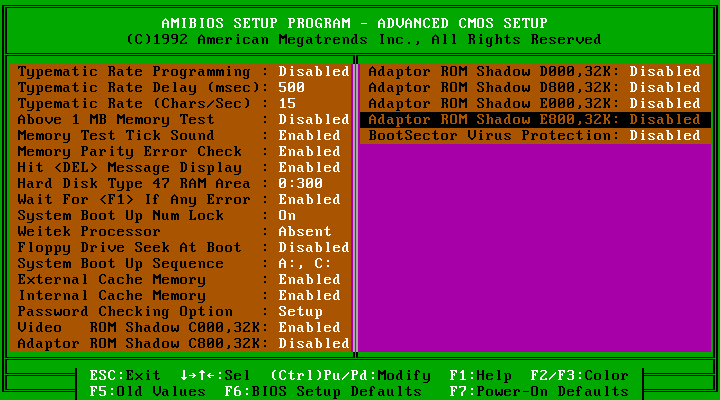 AMIBIOS SETUP PROGRAM - ADVANCED CMOS SETUP
(C)1992 American Megatrends Inc., All Rights Reserved
Typematic Rate Programming : Disabled
Typematic Rate Delay (msec): 500
Typematic Rate (Chars/Sec) : 15
Above 1 MB Memory Test     : Disabled
Memory Test Tick Sound     : Enabled
Memory Parity Error Check  : Enabled
Hit <DEL> Message Display  : Enabled
Hard Disk Type 47 RAM Area : 0:300
Wait For <F1> If Any Error : Enabled
System Boot Up Num Lock    : On
Weitek Processor           : Absent
Floppy Drive Seek At Boot  : Disabled
System Boot Up Sequence    : A:, C:
External Cache Memory      : Enabled
Internal Cache Memory      : Enabled
Password Checking Option   : Setup
Video   ROM Shadow C000,32K: Enabled
Adaptor ROM Shadow C800,32K: Disabled
Adaptor ROM Shadow D000,32K: Disabled
Adaptor ROM Shadow D800,32K: Disabled
Adaptor ROM Shadow E000,32K: Disabled
Adaptor ROM Shadow E800,32K: Disabled
BootSector Virus Protection: Disabled
ESC:Exit  ↓→↑←:Sel  (Ctrl)Pu/Pd:Modify  F1:Help  F2/F3:Color
F5:Old Values  F6:BIOS Setup Defaults   F7:Power-On Defaults